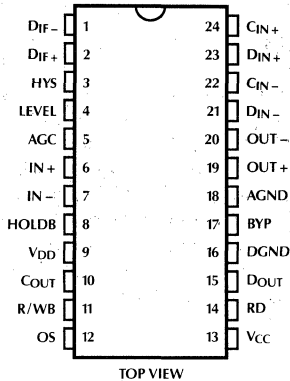 DIF− 1 24 CIN+
DIF+ 2 23 DIN+
HYS 3 22 CIN−
LEVEL 4 21 DIN−
AGC 5 20 OUT−
IN+ 6 19 OUT+
IN− 7 18 AGND
HOLDB 8 17 BYP
VDD 9 16 DGND
COUT 10 15 DOUT
R/WB 11 14 RD
OS 12 13 VCC
TOP VIEW